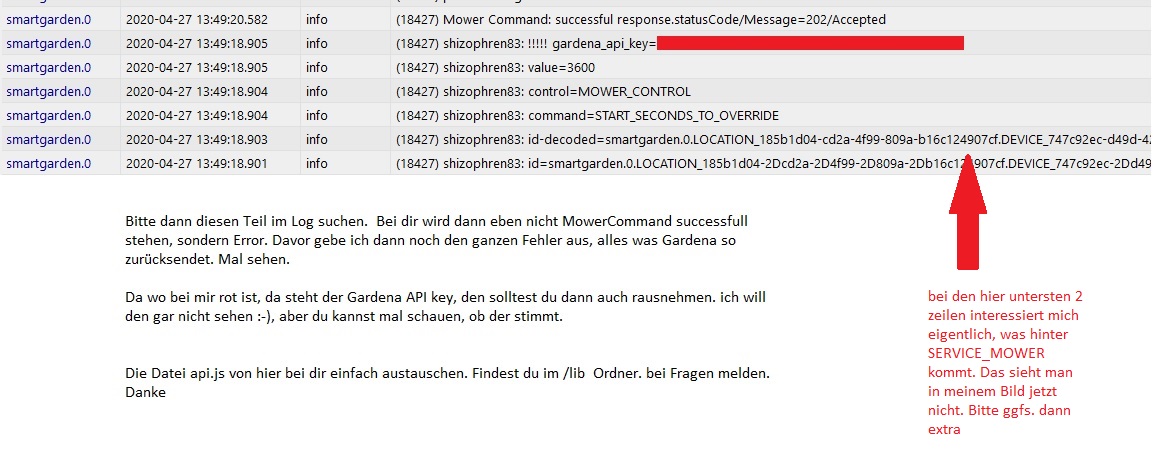 smartgarden.0 2020-04-27 13:49:20.582 info (18427) Mower Command: successful response.statusCode/Message=202/Accepted
smartgarden.0 2020-04-27 13:49:18.905 info (18427) shizophren83: !!!!! gardena_api_key=
smartgarden.0 2020-04-27 13:49:18.905 info (18427) shizophren83: value=3600
smartgarden.0 2020-04-27 13:49:18.904 info (18427) shizophren83: control=MOWER_CONTROL
smartgarden.0 2020-04-27 13:49:18.904 info (18427) shizophren83: command=START_SECONDS_TO_OVERRIDE
smartgarden.0 2020-04-27 13:49:18.903 info (18427) shizophren83: id-decoded=smartgarden.0.LOCATION_185b1d04-cd2a-4f99-809a-b16c124907cf.DEVICE_747c92ec-d49d-42
smartgarden.0 2020-04-27 13:49:18.901 info (18427) shizophren83: id=smartgarden.0.LOCATION_185b1d04-2Dcd2a-2D4f99-2D809a-2Db16c124907cf.DEVICE_747c92ec-2Dd49
Bitte dann diesen Teil im Log suchen. Bei dir wird dann eben nicht MowerCommand successfull
stehen, sondern Error. Davor gebe ich dann noch den ganzen Fehler aus, alles was Gardena so
zurücksendet. Mal sehen.
Da wo bei mir rot ist, da steht der Gardena API key, den solltest du dann auch rausnehmen. ich will
den gar nicht sehen :-), aber du kannst mal schauen, ob der stimmt.
Die Datei api.js von hier bei dir einfach austauschen. Findest du im /lib Ordner. bei Fragen melden.
Danke
bei den hier untersten 2
zeilen interessiert mich
eigentlich, was hinter
SERVICE_MOWER
kommt. Das sieht man
in meinem Bild jetzt
nicht. Bitte ggfs. dann
extra